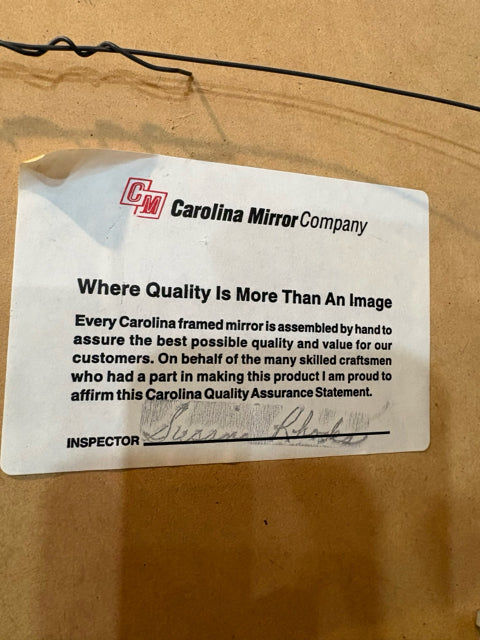 CM Carolina Mirror Company
Where Quality Is More Than An Image
Every Carolina framed mirror is assembled by hand to
assure the best possible quality and value for our
customers. On behalf of the many skilled craftsmen
who had a part in making this product I am proud to
affirm this Carolina Quality Assurance Statement.
INSPECTOR